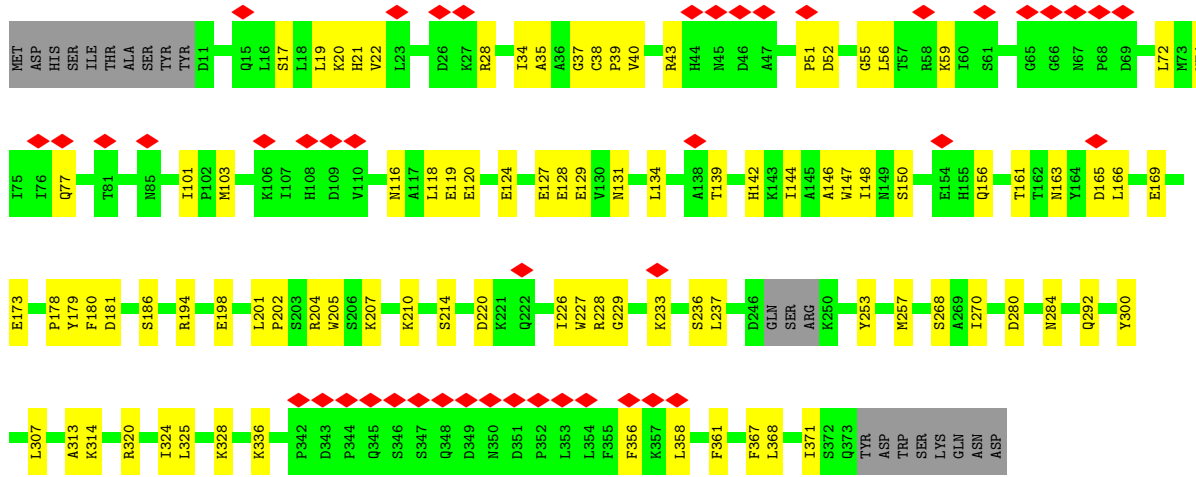 MET ASP HIS SER ILE THR ALA SER TYR TYR D11 Q15 L16 S17 L18 L19 K20 H21 V22 L23 D26 K27 R28 I34 A35 A36 G37 C38 P39 V40 R43 H44 N45 D46 A47 P51 D52 G55 L56 T57 R58 K59 I60 S61 G65 G66 N67 P68 D69 L72 M73
I75 I76 Q77 T81 N85 I101 P102 M103 K106 I107 H108 D109 V110 N116 A117 L118 E119 E120 E124 E127 E128 E129 V130 N131 L134 A138 T139 H142 K143 I144 A145 A146 W147 I148 N149 S150 E154 H155 Q156 T161 T162 N163 Y164 D165 L166 E169
E173 P178 Y179 F180 D181 S186 R194 E198 L201 P202 S203 R204 W205 S206 K207 K210 S214 D220 K221 Q222 I226 W227 R228 G229 K233 S236 L237 D246 GLN SER ARG K250 Y253 M257 S268 A269 I270 D280 N284 Q292 Y300
L307 A313 K314 R320 I324 L325 K328 K336 P342 D343 P344 Q345 S346 S347 Q348 D349 N350 D351 P352 L353 L354 F355 F356 K357 L358 F361 F367 L368 I371 S372 Q373 TYR ASP TRP SER LYS GLN ASN ASP